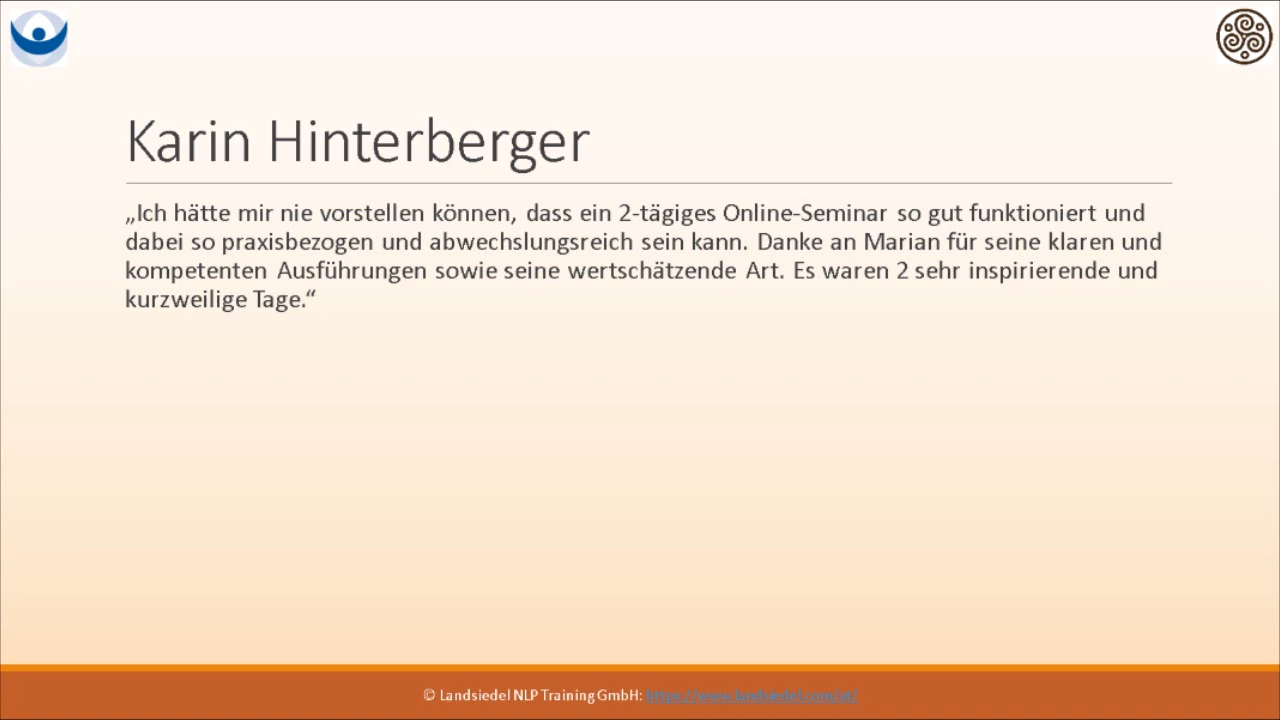 Karin Hinterberger
„Ich hätte mir nie vorstellen können, dass ein 2-tägiges Online-Seminar so gut funktioniert und
dabei so praxisbezogen und abwechslungsreich sein kann. Danke an Marian für seine klaren und
kompetenten Ausführungen sowie seine wertschätzende Art. Es waren 2 sehr inspirierende und
kurzweilige Tage.“
© Landsiedel NLP Training GmbH: https://www.landsiedel.com/at/